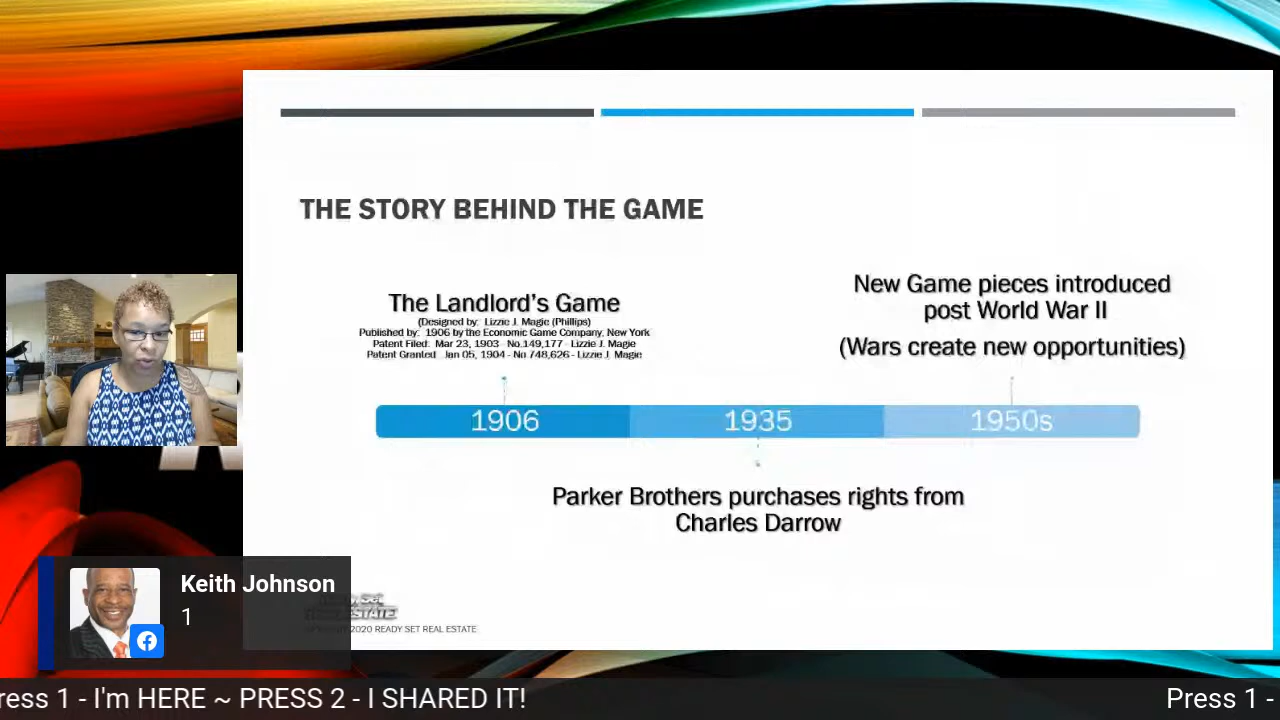 THE STORY BEHIND THE GAME
The Landlord's Game
(Designed by: Lizzie J. Magie (Phillips)
Published by: 1906 by the Economic Game Company, New York
Patent Filed: Mar 23, 1903 - No.149,177 - Lizzie J. Magie
Patent Granted: Jan 05, 1904 - No 748,626 - Lizzie J. Magie
New Game pieces introduced
post World War II
(Wars create new opportunities)
1906
1935
1950s
Parker Brothers purchases rights from
Charles Darrow
Keith Johnson
1
ESTATE
2020 READY SET REAL ESTATE
ress 1 - I'm HERE ~ PRESS 2 - I SHARED IT!
Press 1 -